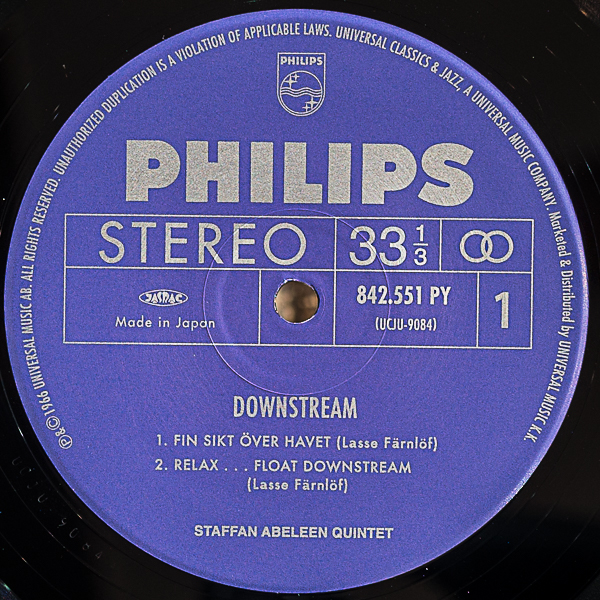 ℗&©1966 UNIVERSAL MUSIC AB. ALL RIGHTS RESERVED. UNAUTHORIZED DUPLICATION IS A VIOLATION OF APPLICABLE LAWS. UNIVERSAL CLASSICS & JAZZ, A UNIVERSAL MUSIC COMPANY. Marketed & Distributed by UNIVERSAL MUSIC K.K.
PHILIPS
PHILIPS
STEREO 33 1/3
JASRAC 842.551 PY 1
Made in Japan (UCJU-9084)
DOWNSTREAM
1. FIN SIKT ÖVER HAVET (Lasse Färnlöf)
2. RELAX . . . FLOAT DOWNSTREAM
(Lasse Färnlöf)
STAFFAN ABELEEN QUINTET